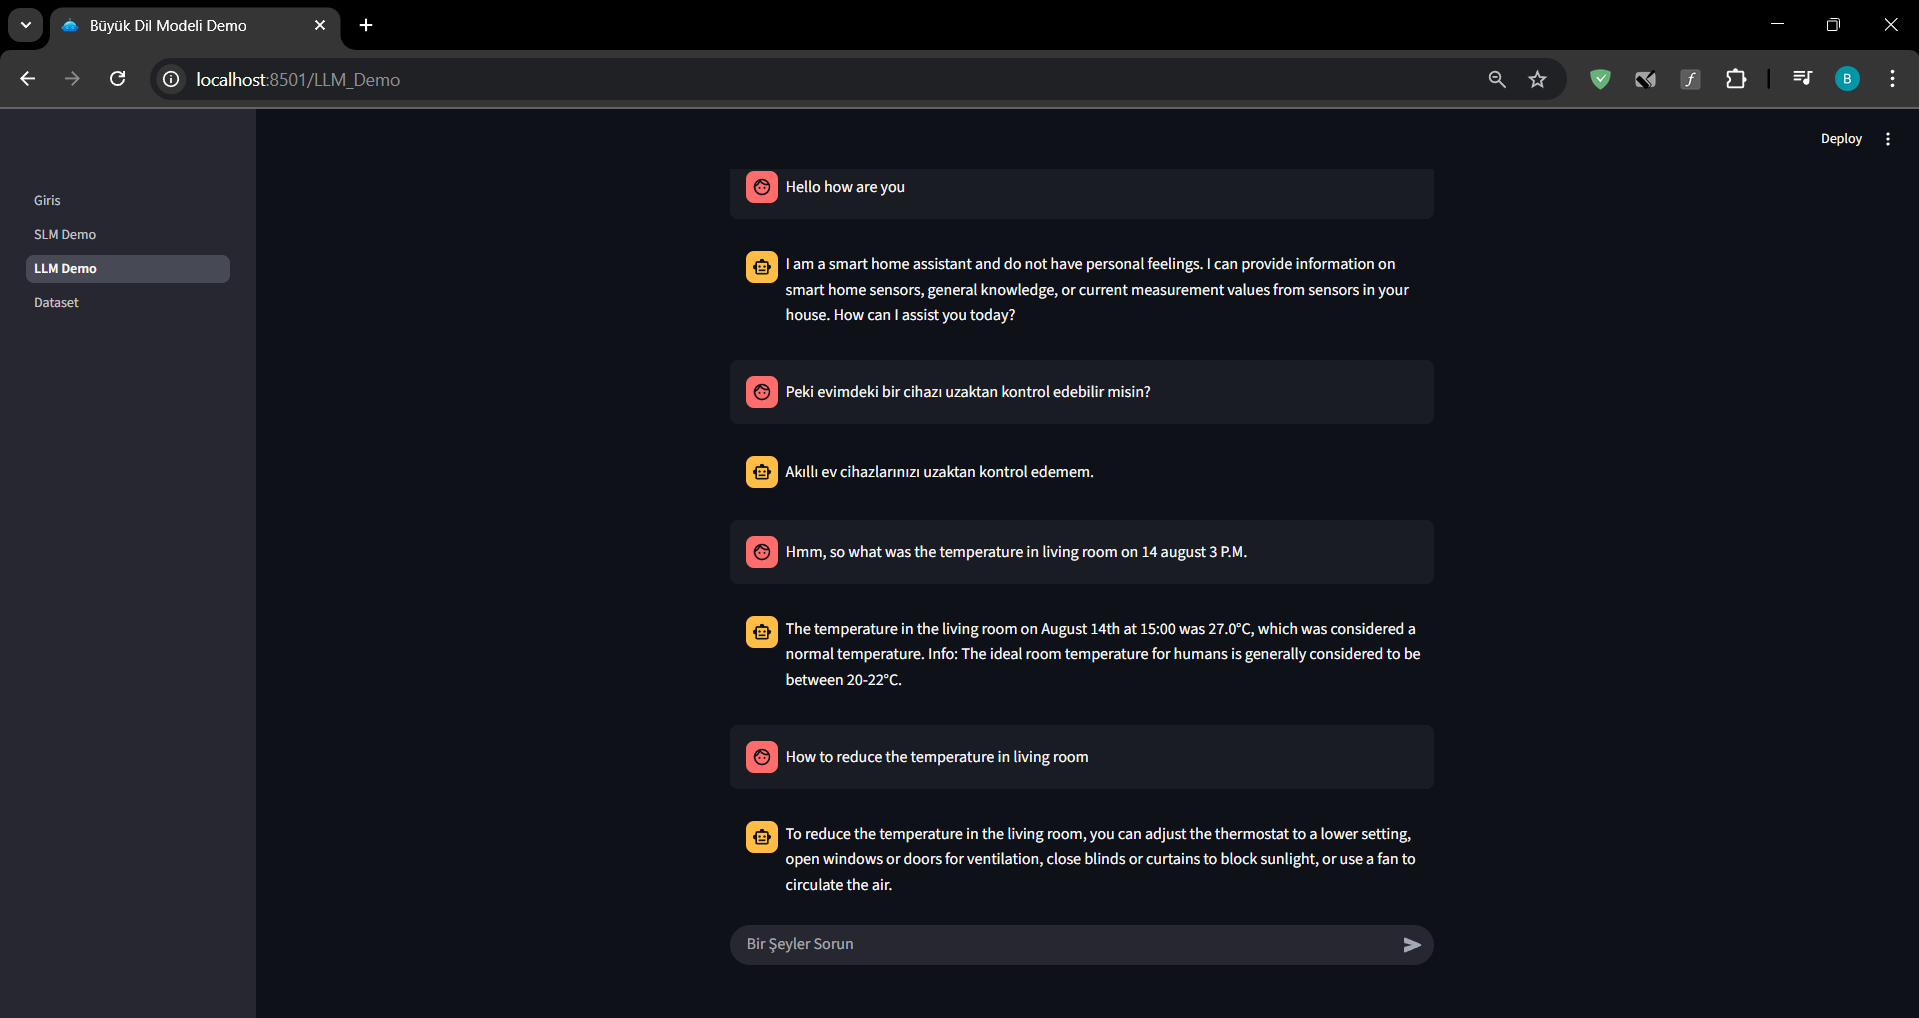 Büyük Dil Modeli Demo
localhost:8501/LLM_Demo
B
Deploy
Giris
SLM Demo
LLM Demo
Dataset
Hello how are you
I am a smart home assistant and do not have personal feelings. I can provide information on
smart home sensors, general knowledge, or current measurement values from sensors in your
house. How can I assist you today?
Peki evimdeki bir cihazı uzaktan kontrol edebilir misin?
Akıllı ev cihazlarınızı uzaktan kontrol edemem.
Hmm, so what was the temperature in living room on 14 august 3 P.M.
The temperature in the living room on August 14th at 15:00 was 27.0°C, which was considered a
normal temperature. Info: The ideal room temperature for humans is generally considered to be
between 20-22°C.
How to reduce the temperature in living room
To reduce the temperature in the living room, you can adjust the thermostat to a lower setting,
open windows or doors for ventilation, close blinds or curtains to block sunlight, or use a fan to
circulate the air.
Bir Şeyler Sorun